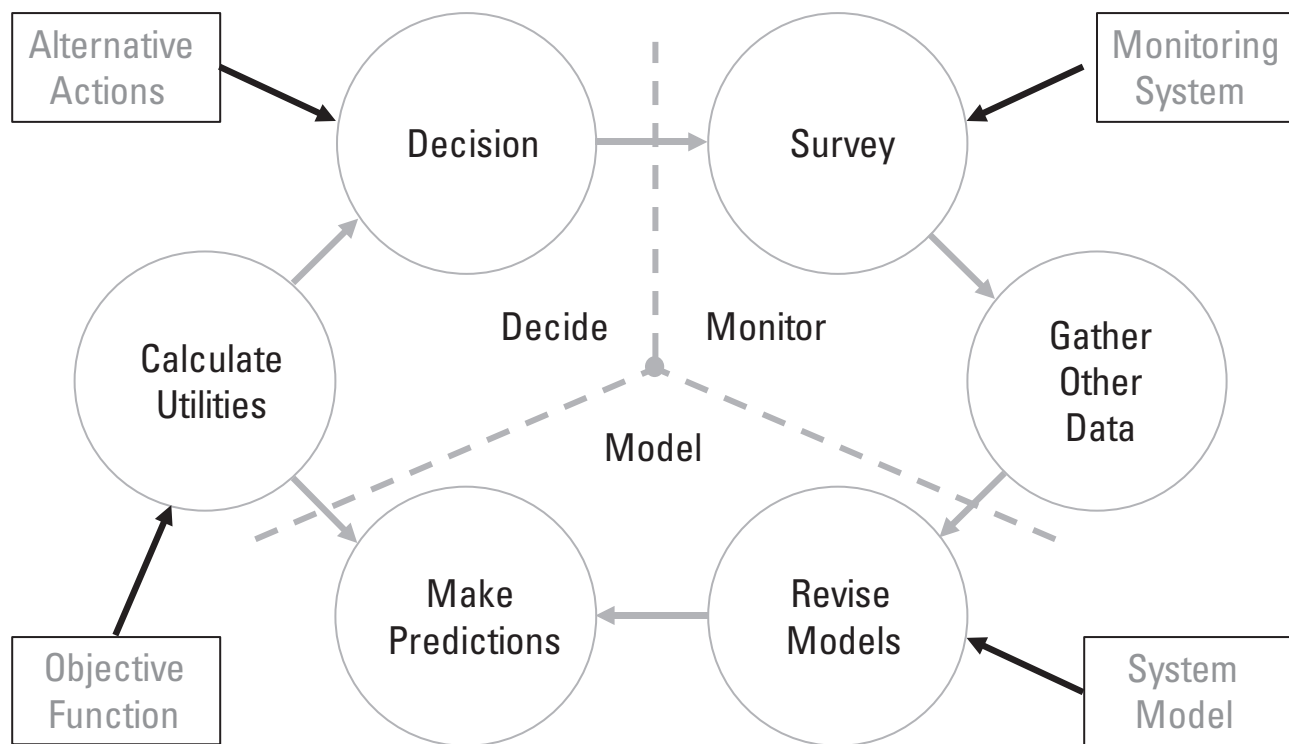 Alternative
Actions
Decision
Survey
Monitoring
System
Decide
Monitor
Calculate
Utilities
Gather
Other
Data
Model
Make
Predictions
Revise
Models
Objective
Function
System
Model